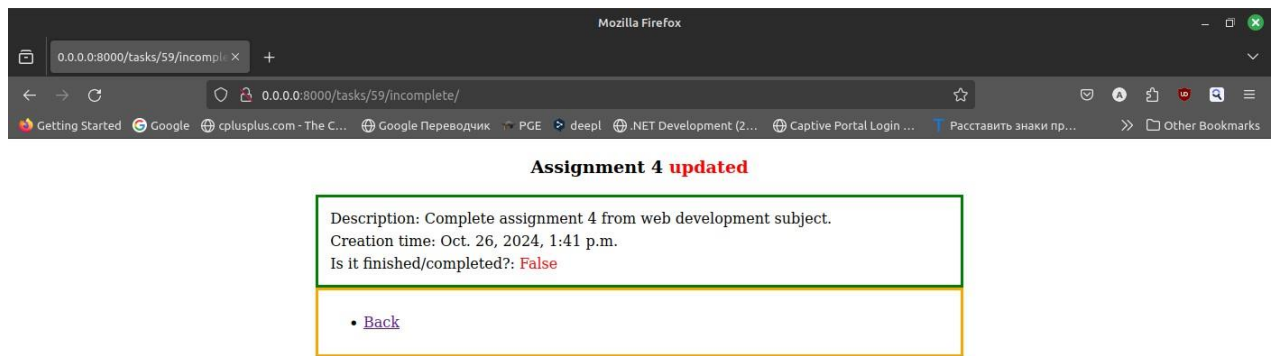 Mozilla Firefox
0.0.0.0:8000/tasks/59/incomple
0.0.0.0:8000/tasks/59/incomplete/
Getting Started Google cplusplus.com - The C... Google Переводчик PGE deepl .NET Development (2... Captive Portal Login ... Расставить знаки пр... Other Bookmarks
Assignment 4 updated
Description: Complete assignment 4 from web development subject.
Creation time: Oct. 26, 2024, 1:41 p.m.
Is it finished/completed?: False
• Back